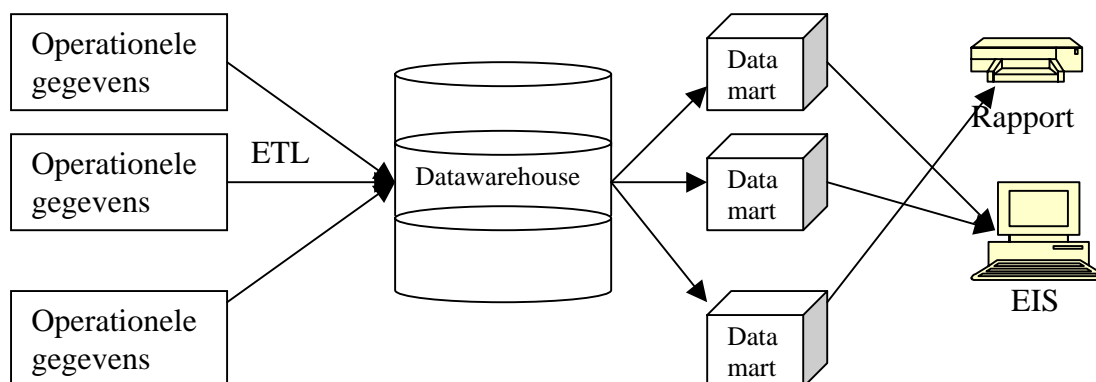 Operationele
gegevens
Operationele
gegevens
Operationele
gegevens
ETL
Datawarehouse
Data
mart
Data
mart
Data
mart
Rapport
EIS